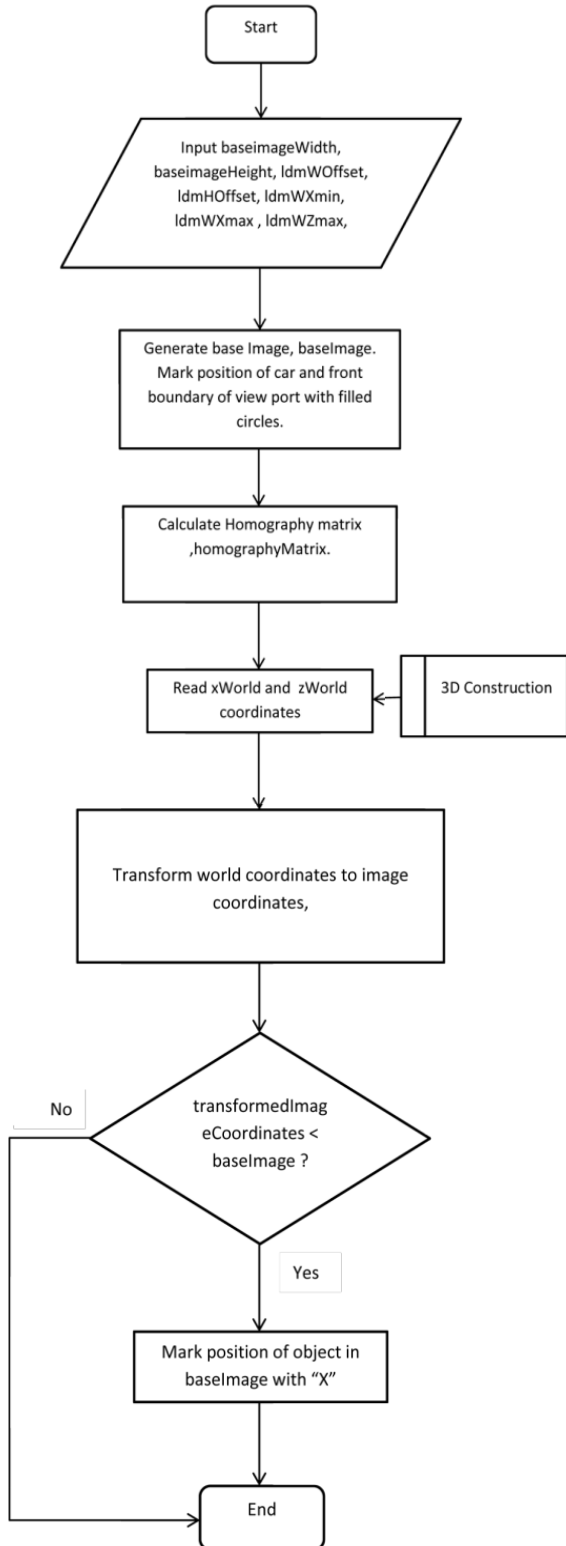 Start
Input baseimageWidth,
baseimageHeight, ldmWOffset,
ldmHOffset, ldmWXmin,
ldmWXmax , ldmWZmax,
Generate base Image, baseImage.
Mark position of car and front
boundary of view port with filled
circles.
Calculate Homography matrix
,homographyMatrix.
Read xWorld and  zWorld
coordinates
3D Construction
Transform world coordinates to image
coordinates,
No
transformedImag
eCoordinates <
baseImage ?
Yes
Mark position of object in
baseImage with “X”
End